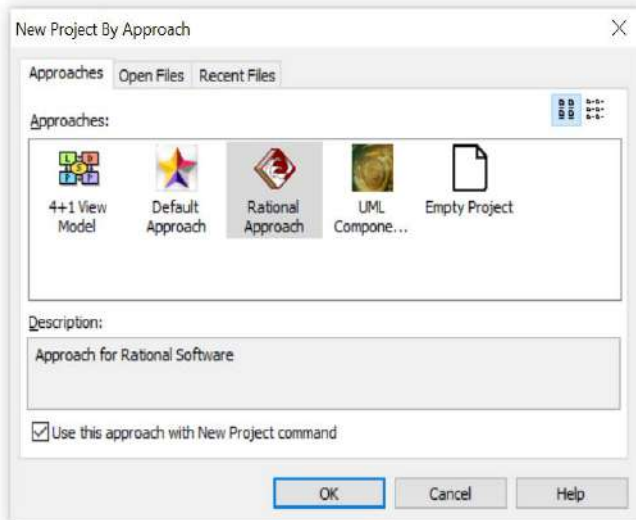 New Project By Approach
Approaches
Open Files
Recent Files
Approaches:
4+1 View
Model
Default
Approach
Rational
Approach
UML
Compone...
Empty Project
Description:
Approach for Rational Software
Use this approach with New Project command
OK
Cancel
Help